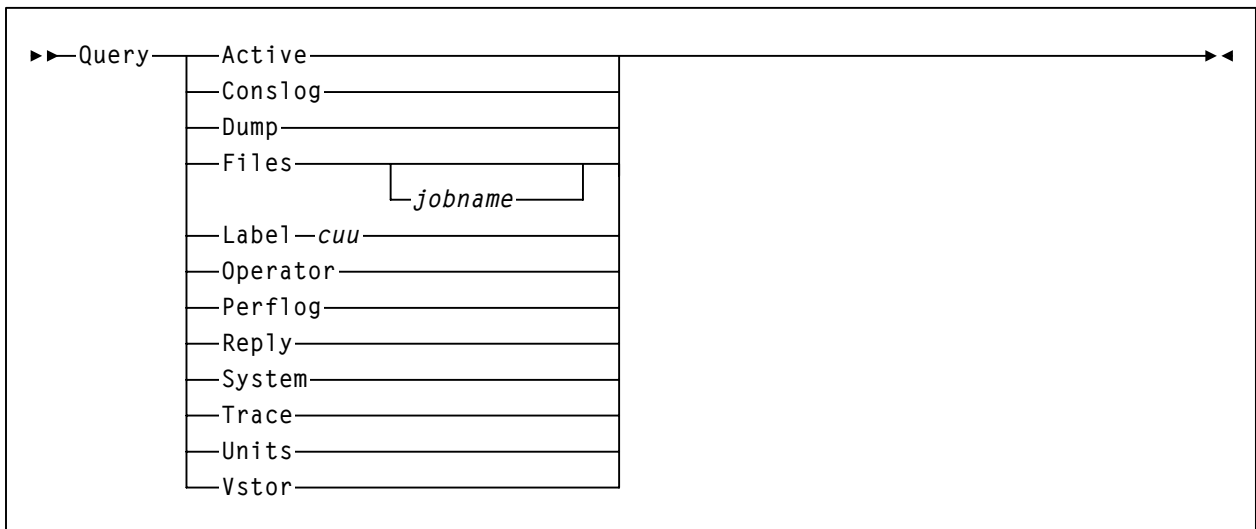 Query Active
Conslog
Dump
Files
jobname
Label cuu
Operator
Perflog
Reply
System
Trace
Units
Vstor